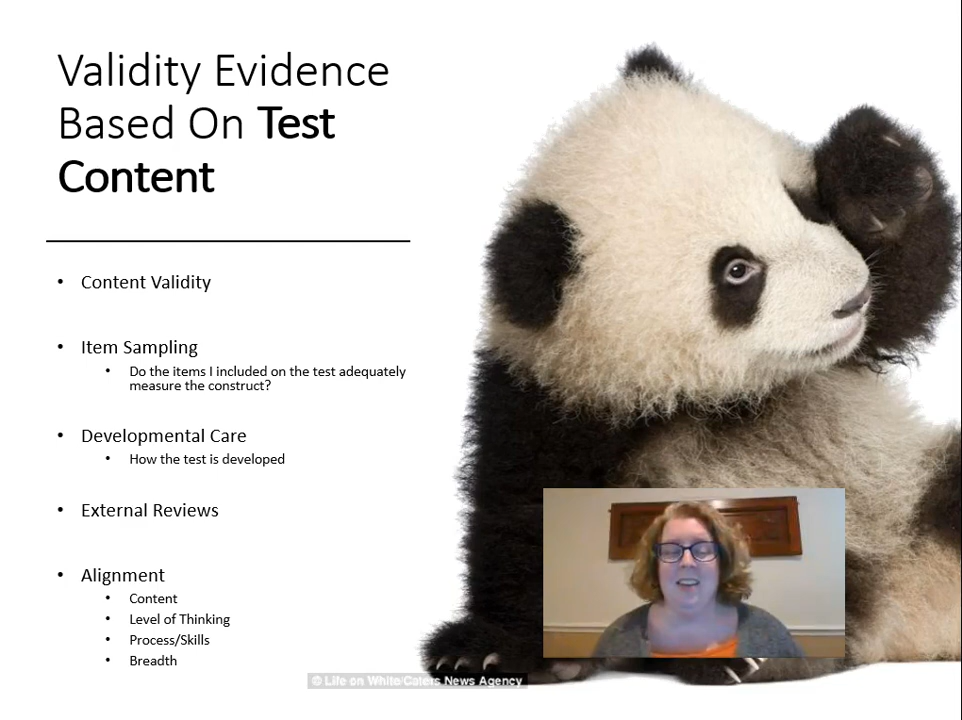 Validity Evidence
Based On Test
Content
• Content Validity
• Item Sampling
• Do the items I included on the test adequately
measure the construct?
• Developmental Care
• How the test is developed
• External Reviews
• Alignment
• Content
• Level of Thinking
• Process/Skills
• Breadth
© Life on White/Caters News Agency